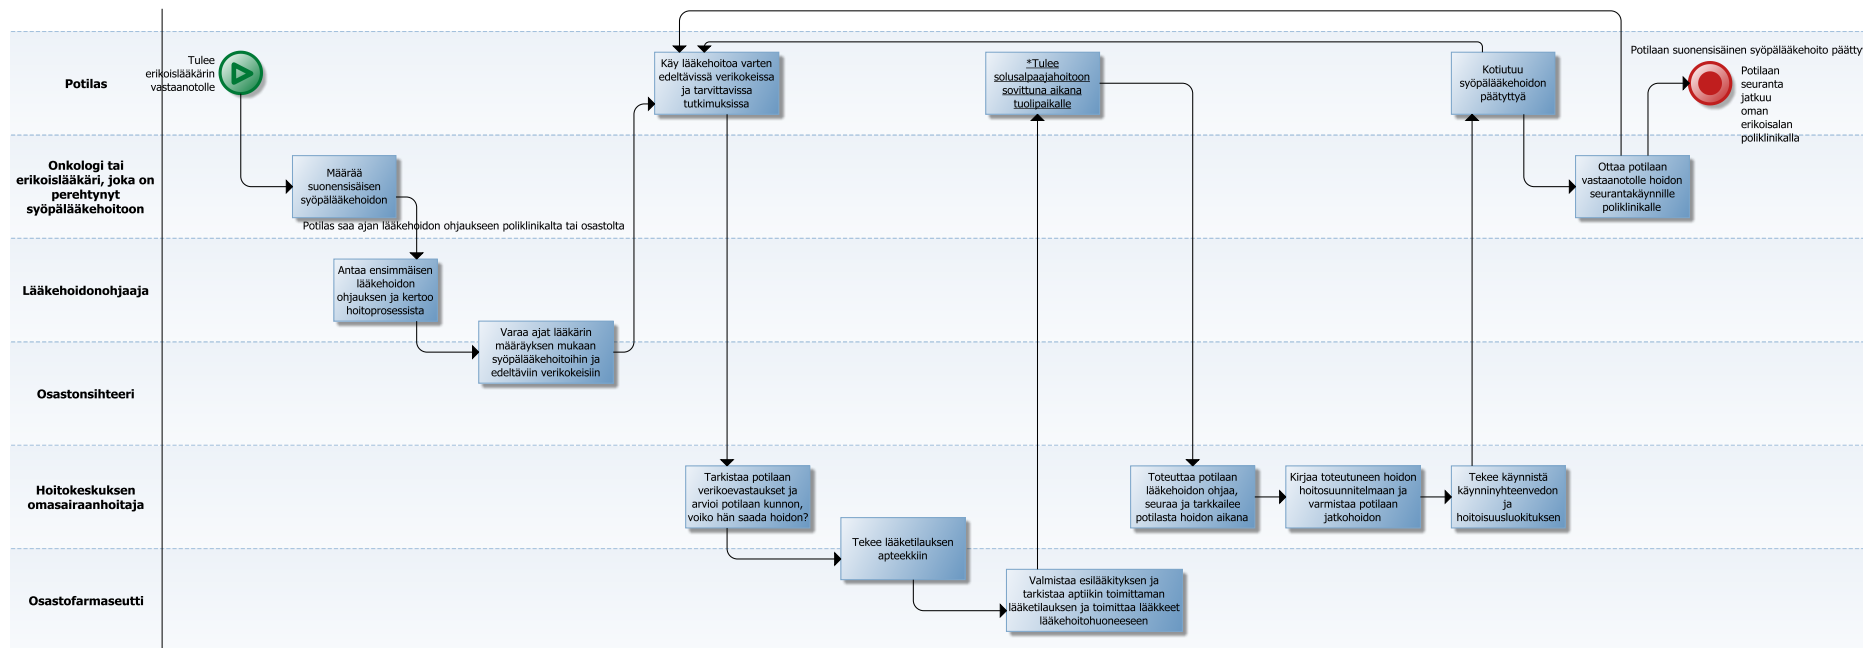 Potilas
Tulee
erikoislääkärin
vastaanotolle
Käy lääkehoitoa varten
edeltävissä verikokeissa
ja tarvittavissa
tutkimuksissa
*Tulee
solusalpaajahoitoon
sovittuna aikana
tuolipaikalle
Kotiutuu
syöpälääkehoidon
päätyttyä
Potilaan suonensisäinen syöpälääkehoito päätty
Potilaan
seuranta
jatkuu
oman
erikoisalan
poliklinikalla
Onkologi tai
erikoislääkäri, joka on
perehtynyt
syöpälääkehoitoon
Määrää
suonensisäisen
syöpälääkehoidon
Potilas saa ajan lääkehoidon ohjaukseen poliklinikalta tai osastolta
Ottaa potilaan
vastaanotolle hoidon
seurantakäynnille
poliklinikalle
Lääkehoidonohjaaja
Antaa ensimmäisen
lääkehoidon
ohjauksen ja kertoo
hoitoprosessista
Varaa ajat lääkärin
määräyksen mukaan
syöpälääkehoitoihin ja
edeltäviin verikokeisiin
Osastonsihteeri
Hoitokeskuksen
omasairaanhoitaja
Tarkistaa potilaan
verikoevastaukset ja
arvioi potilaan kunnon,
voiko hän saada hoidon?
Tekee lääketilauksen
apteekkiin
Toteuttaa potilaan
lääkehoidon ohjaa,
seuraa ja tarkkailee
potilasta hoidon aikana
Kirjaa toteutuneen hoidon
hoitosuunnitelmaan ja
varmistaa potilaan
jatkohoidon
Tekee käynnistä
käynninyhteenvedon
ja
hoitoisuusluokituksen
Osastofarmaseutti
Valmistaa esilääkityksen ja
tarkistaa aptiikin toimittaman
lääketilauksen ja toimittaa lääkkeet
lääkehoitohuoneeseen